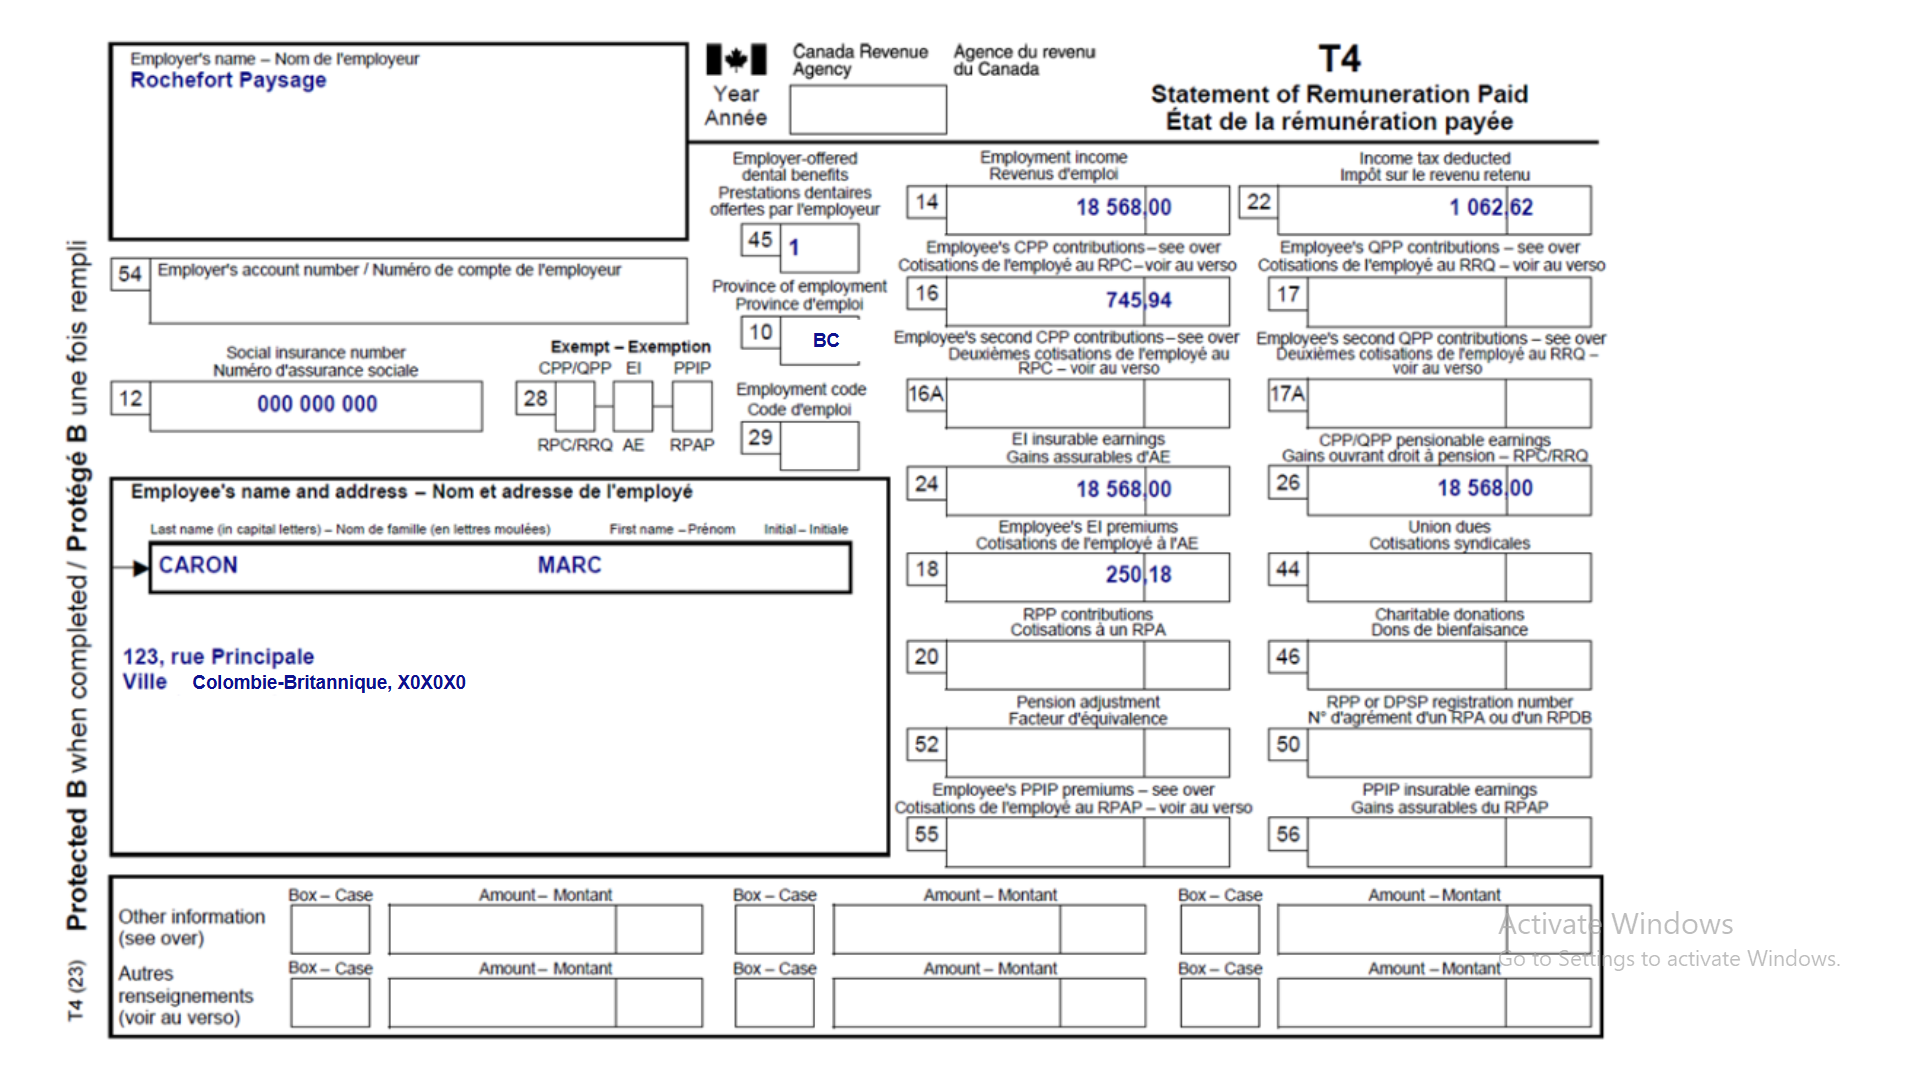 Employer's name – Nom de l'employeur
Rochefort Paysage
Canada Revenue Agency
Agence du revenu du Canada
T4
Statement of Remuneration Paid
État de la rémunération payée
Year
Année
Employer-offered dental benefits
Prestations dentaires offertes par l'employeur
45 1
Employment income
Revenus d'emploi
14 18 568,00
Income tax deducted
Impôt sur le revenu retenu
22 1 062,62
54 Employer's account number / Numéro de compte de l'employeur
Province of employment
Province d'emploi
10 BC
Employee's CPP contributions – see over
Cotisations de l'employé au RPC – voir au verso
16 745,94
Employee's QPP contributions – see over
Cotisations de l'employé au RRQ – voir au verso
17
Social insurance number
Numéro d'assurance sociale
12 000 000 000
Exempt – Exemption
CPP/QPP EI PPIP
28
RPC/RRQ AE RPAP
Employment code
Code d'emploi
29
Employee's second CPP contributions – see over
Deuxièmes cotisations de l'employé au
RPC – voir au verso
16A
Employee's second QPP contributions – see over
Deuxièmes cotisations de l'employé au RRQ –
voir au verso
17A
EI insurable earnings
Gains assurables d'AE
24 18 568,00
CPP/QPP pensionable earnings
Gains ouvrant droit à pension – RPC/RRQ
26 18 568,00
Employee's name and address – Nom et adresse de l'employé
Last name (in capital letters) – Nom de famille (en lettres moulées) First name – Prénom Initial – Initiale
CARON MARC
123, rue Principale
Ville Colombie-Britannique, X0X0X0
Employee's EI premiums
Cotisations de l'employé à l'AE
18 250,18
Union dues
Cotisations syndicales
44
RPP contributions
Cotisations à un RPA
20
Charitable donations
Dons de bienfaisance
46
Pension adjustment
Facteur d'équivalence
52
RPP or DPSP registration number
N° d'agrément d'un RPA ou d'un RPDB
50
Employee's PPIP premiums – see over
Cotisations de l'employé au RPAP – voir au verso
55
PPIP insurable earnings
Gains assurables du RPAP
56
Other information
(see over)
Box – Case Amount – Montant Box – Case Amount – Montant Box – Case Amount – Montant
Autres
renseignements
(voir au verso)
Box – Case Amount – Montant Box – Case Amount – Montant Box – Case Amount – Montant
T4 (23) Protected B when completed / Protégé B une fois rempli
Activate Windows
Go to Settings to activate Windows.